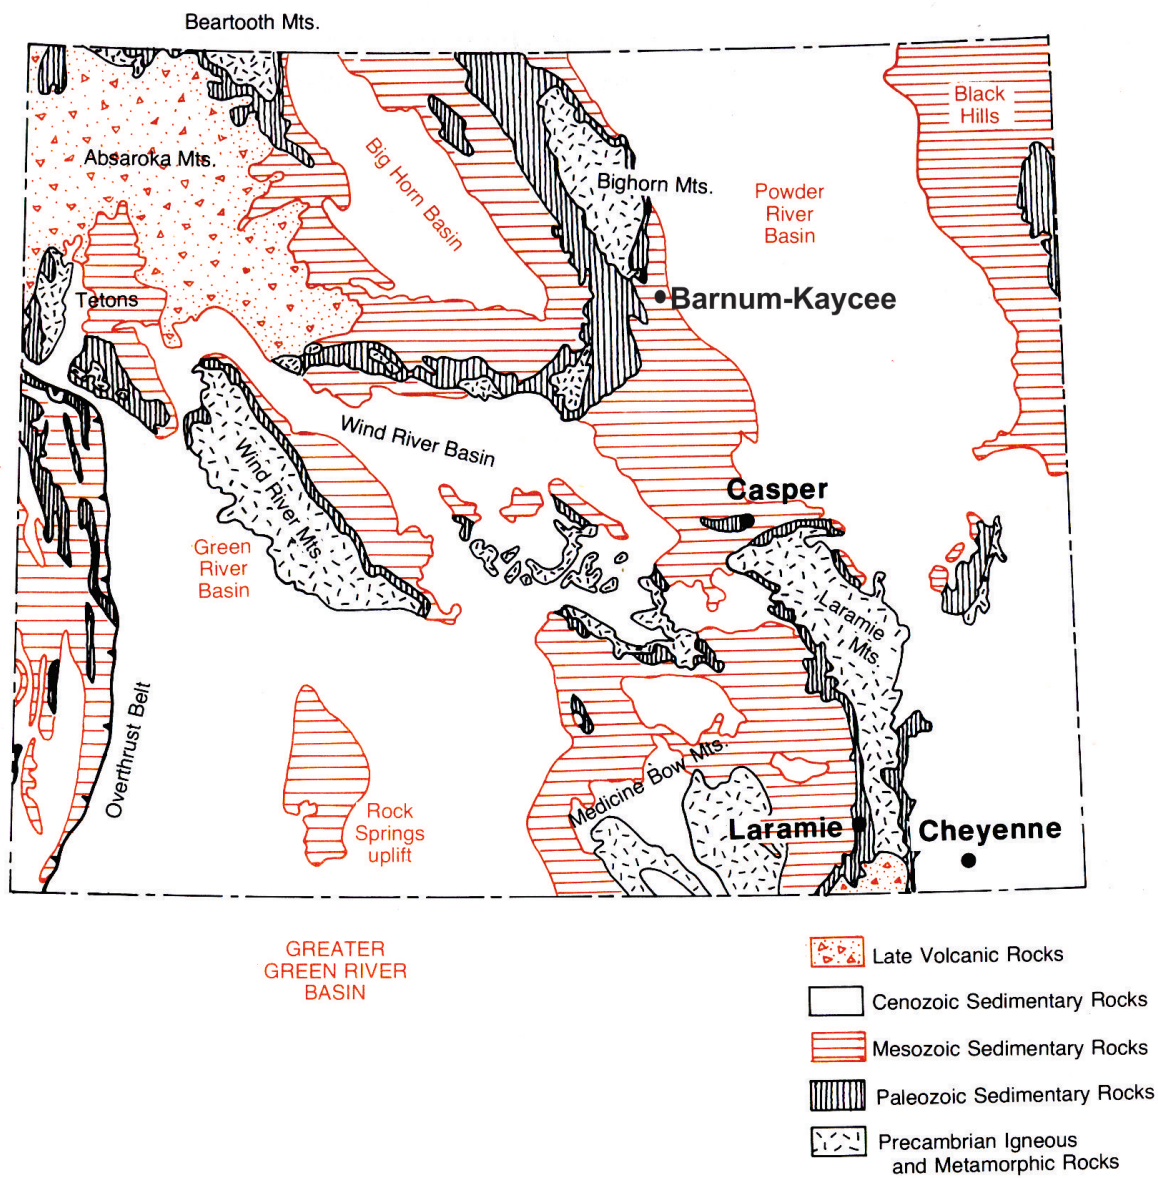 Beartooth Mts.
Black
Hills
Absaroka Mts.
Big Horn Basin
Bighorn Mts.
Powder
River
Basin
Tetons
Barnum-Kaycee
Wind River Basin
Wind River Mts.
Casper
Green
River
Basin
Laramie
Mts.
Overthrust Belt
Medicine Bow Mts.
Rock
Springs
uplift
Laramie
Cheyenne
GREATER
GREEN RIVER
BASIN
Late Volcanic Rocks
Cenozoic Sedimentary Rocks
Mesozoic Sedimentary Rocks
Paleozoic Sedimentary Rocks
Precambrian Igneous
and Metamorphic Rocks